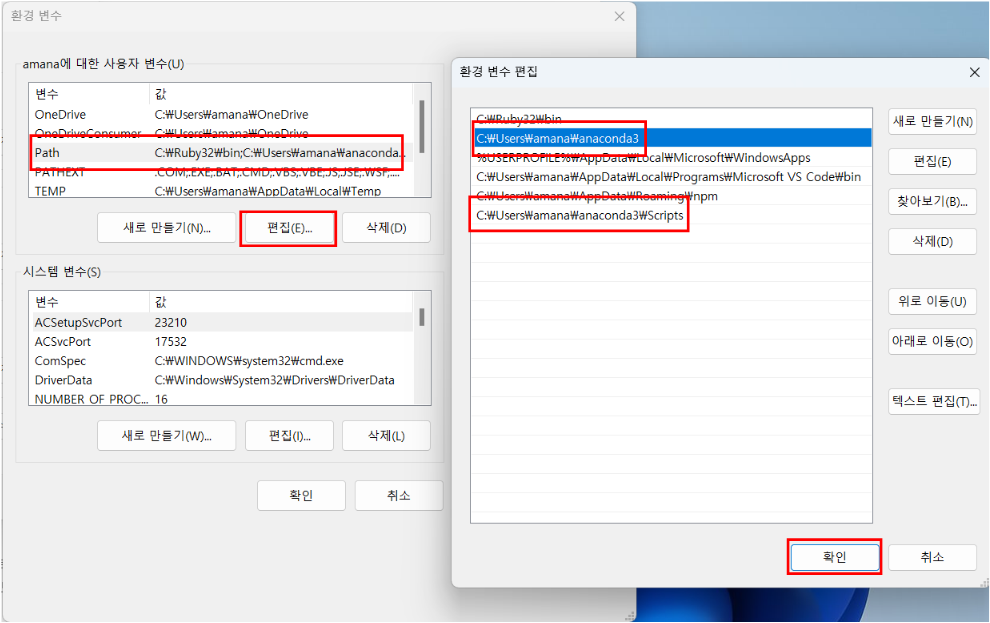 환경 변수
amana에 대한 사용자 변수(U)
변수 값
OneDrive C:₩Users₩amana₩OneDrive
OneDriveConsumer C:₩Users₩amana₩OneDrive
Path C:₩Ruby32₩bin;C:₩Users₩amana₩anaconda...
PATHEXT .COM;.EXE;.BAT;.CMD;.VBS;.VBE;.JS;.JSE;.WSF;....
TEMP C:₩Users₩amana₩AppData₩Local₩Temp
새로 만들기(N)... 편집(E)... 삭제(D)
시스템 변수(S)
변수 값
ACSetupSvcPort 23210
ACSvcPort 17532
ComSpec C:₩WINDOWS₩system32₩cmd.exe
DriverData C:₩Windows₩System32₩Drivers₩DriverData
NUMBER OF PROC... 16
새로 만들기(W)... 편집(I)... 삭제(L)
확인 취소
환경 변수 편집
C:₩Ruby32₩bin
C:₩Users₩amana₩anaconda3
%USERPROFILE%₩AppData₩Local₩Microsoft₩WindowsApps
C:₩Users₩amana₩AppData₩Local₩Programs₩Microsoft VS Code₩bin
C:₩Users₩amana₩AppData₩Roaming₩npm
C:₩Users₩amana₩anaconda3₩Scripts
새로 만들기(N)
편집(E)
찾아보기(B)...
삭제(D)
위로 이동(U)
아래로 이동(O)
텍스트 편집(T)...
확인 취소